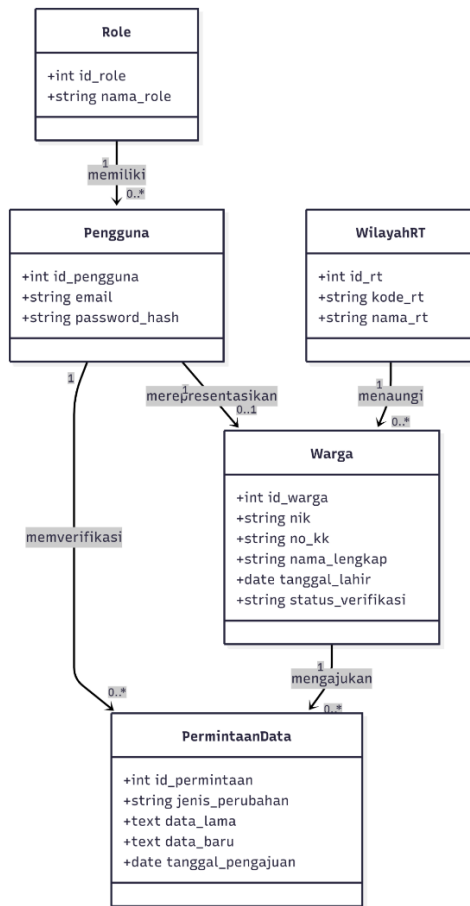 Role
+int id_role
+string nama_role
1
memiliki
0..*
Pengguna
+int id_pengguna
+string email
+string password_hash
WilayahRT
+int id_rt
+string kode_rt
+string nama_rt
1
1
merepresentasikan
0..1
1
menaungi
0..*
Warga
+int id_warga
+string nik
+string no_kk
+string nama_lengkap
+date tanggal_lahir
+string status_verifikasi
memverifikasi
1
mengajukan
0..*
0..*
PermintaanData
+int id_permintaan
+string jenis_perubahan
+text data_lama
+text data_baru
+date tanggal_pengajuan